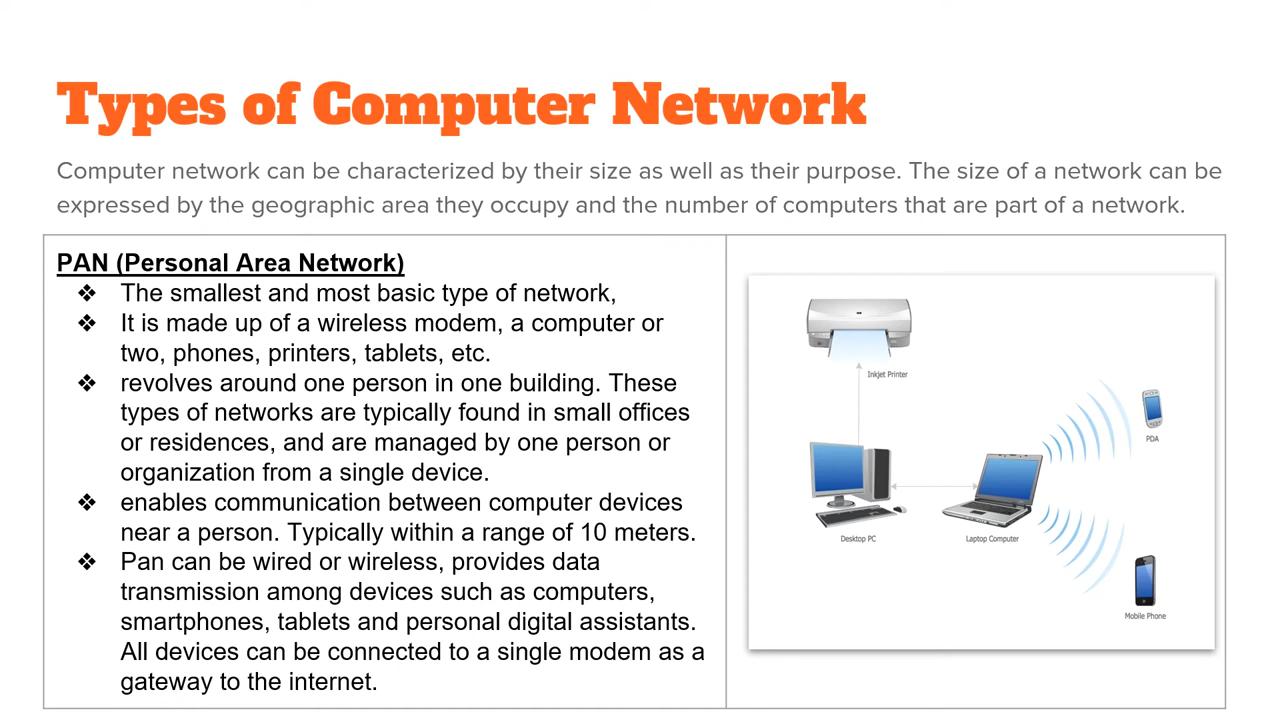 Types of Computer Network
Computer network can be characterized by their size as well as their purpose. The size of a network can be
expressed by the geographic area they occupy and the number of computers that are part of a network.
PAN (Personal Area Network)
❖ The smallest and most basic type of network,
❖ It is made up of a wireless modem, a computer or
two, phones, printers, tablets, etc.
❖ revolves around one person in one building. These
types of networks are typically found in small offices
or residences, and are managed by one person or
organization from a single device.
❖ enables communication between computer devices
near a person. Typically within a range of 10 meters.
❖ Pan can be wired or wireless, provides data
transmission among devices such as computers,
smartphones, tablets and personal digital assistants.
All devices can be connected to a single modem as a
gateway to the internet.
Inkjet Printer
PDA
Desktop PC
Laptop Computer
Mobile Phone